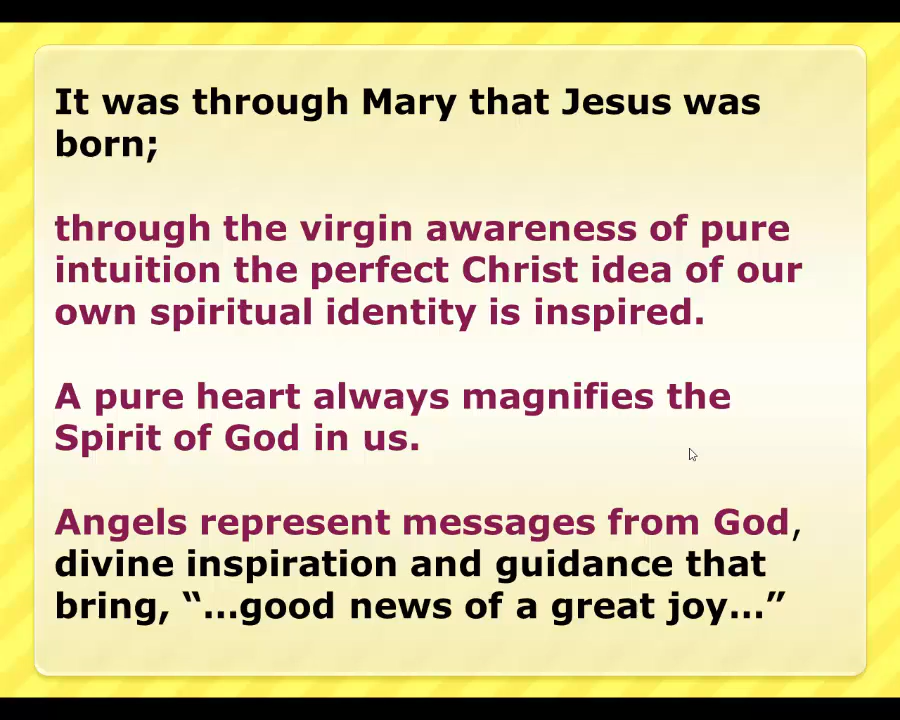 It was through Mary that Jesus was
born;
through the virgin awareness of pure
intuition the perfect Christ idea of our
own spiritual identity is inspired.
A pure heart always magnifies the
Spirit of God in us.
Angels represent messages from God,
divine inspiration and guidance that
bring, “…good news of a great joy…”